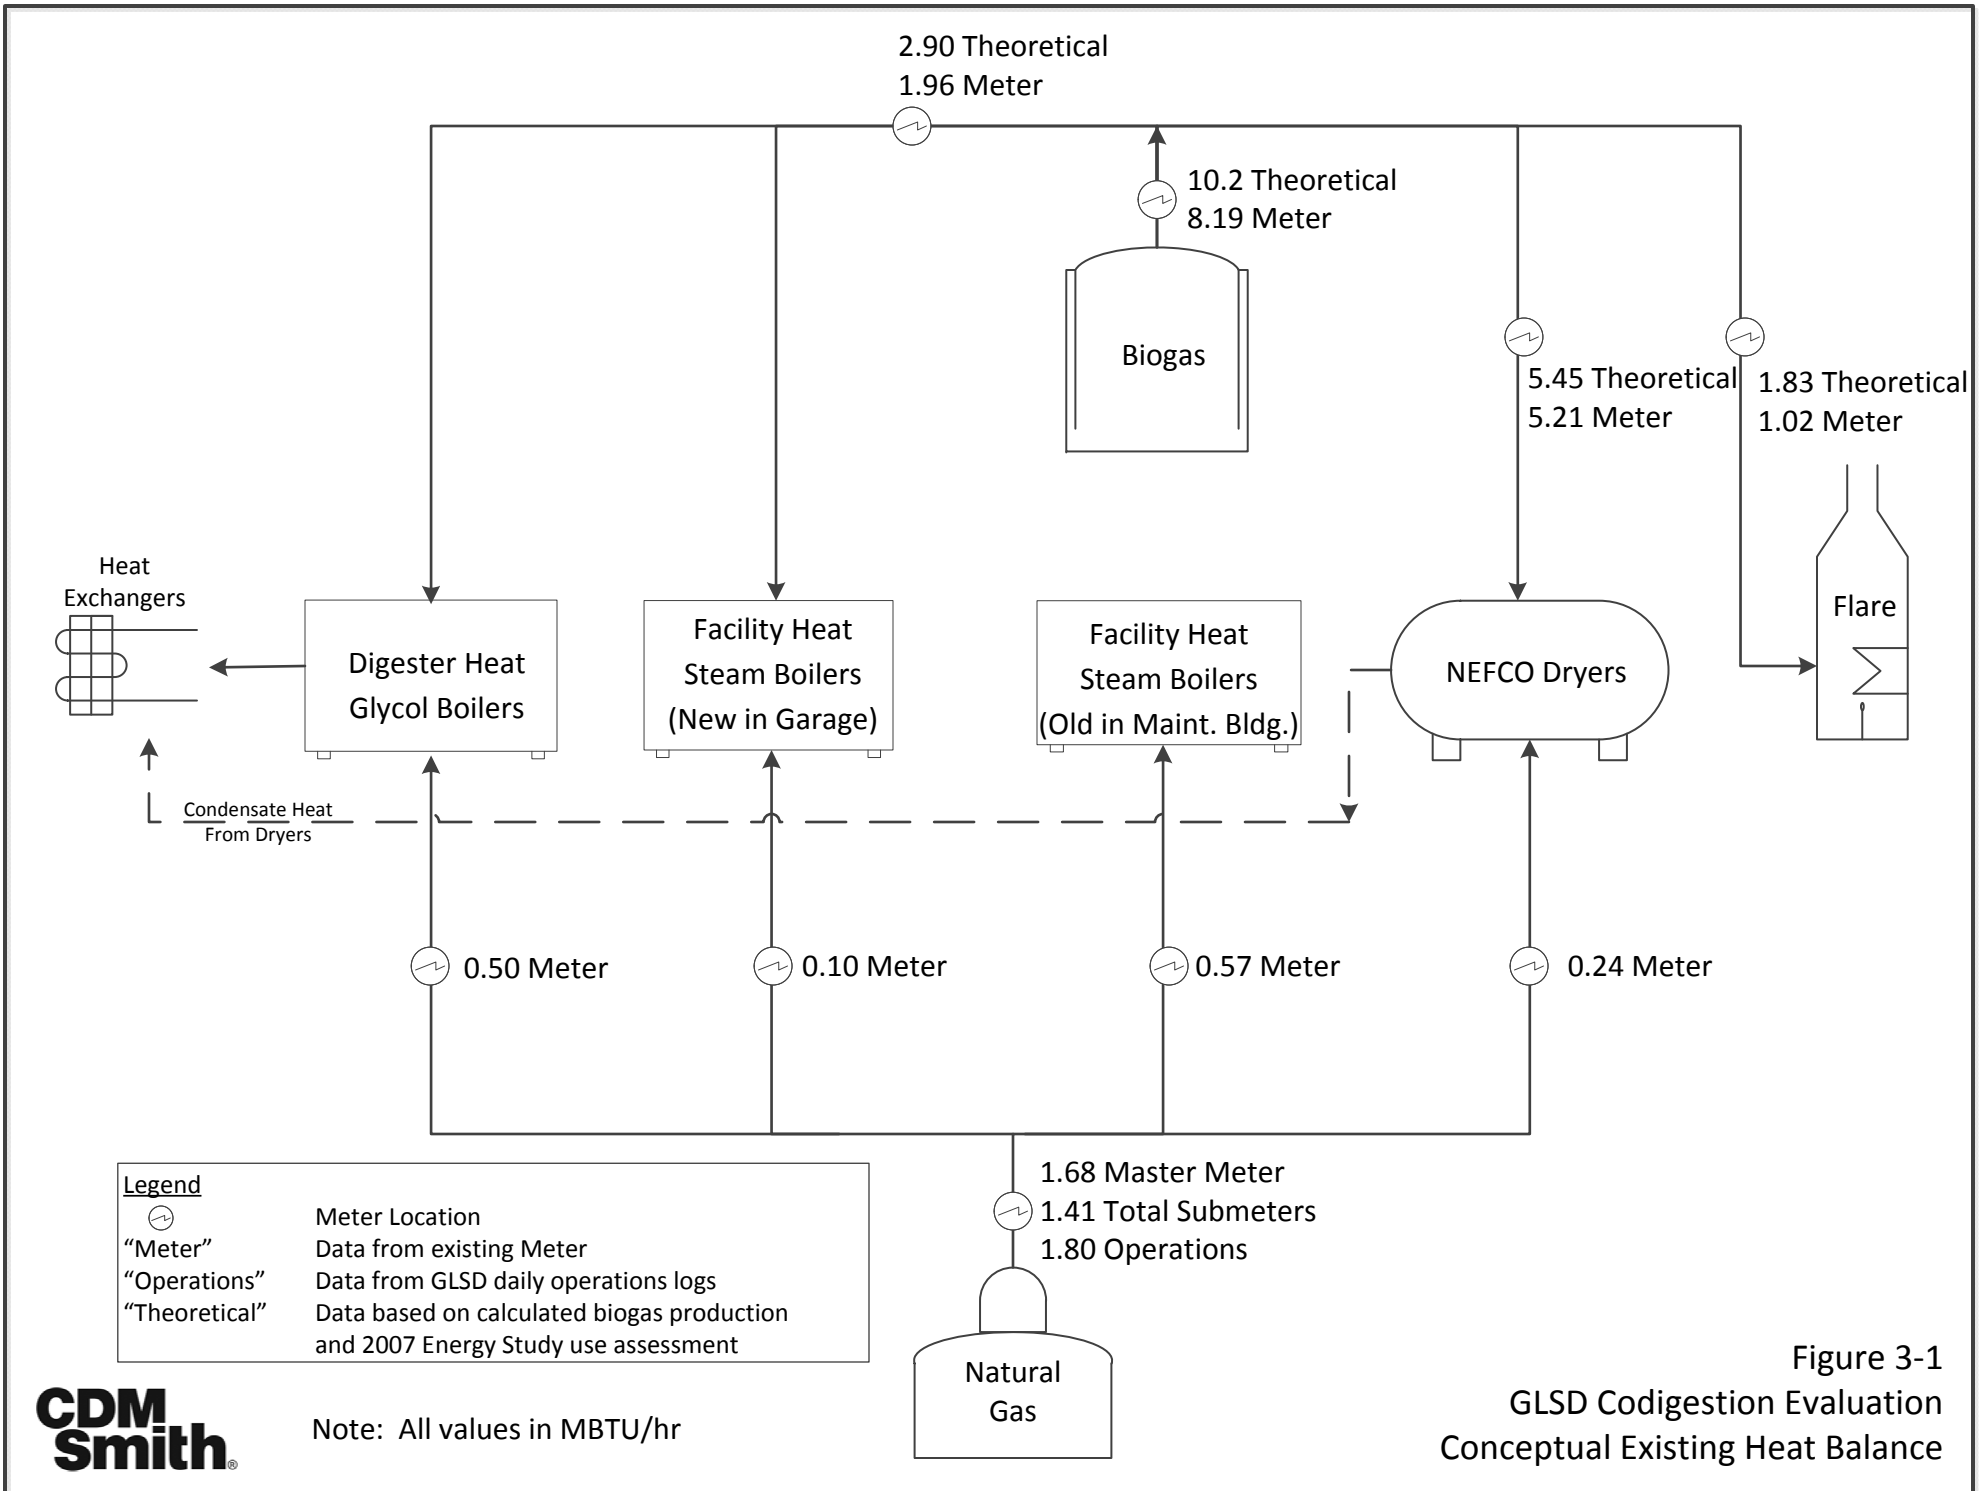 2.90 Theoretical
1.96 Meter
10.2 Theoretical
8.19 Meter
Biogas
5.45 Theoretical
5.21 Meter
1.83 Theoretical
1.02 Meter
Heat
Exchangers
Digester Heat
Glycol Boilers
Facility Heat
Steam Boilers
(New in Garage)
Facility Heat
Steam Boilers
(Old in Maint. Bldg.)
NEFCO Dryers
Flare
Condensate Heat
From Dryers
0.50 Meter
0.10 Meter
0.57 Meter
0.24 Meter
1.68 Master Meter
1.41 Total Submeters
1.80 Operations
Natural
Gas
Legend
Meter Location
“Meter” Data from existing Meter
“Operations” Data from GLSD daily operations logs
“Theoretical” Data based on calculated biogas production
and 2007 Energy Study use assessment
CDM
Smith®
Note: All values in MBTU/hr
Figure 3-1
GLSD Codigestion Evaluation
Conceptual Existing Heat Balance